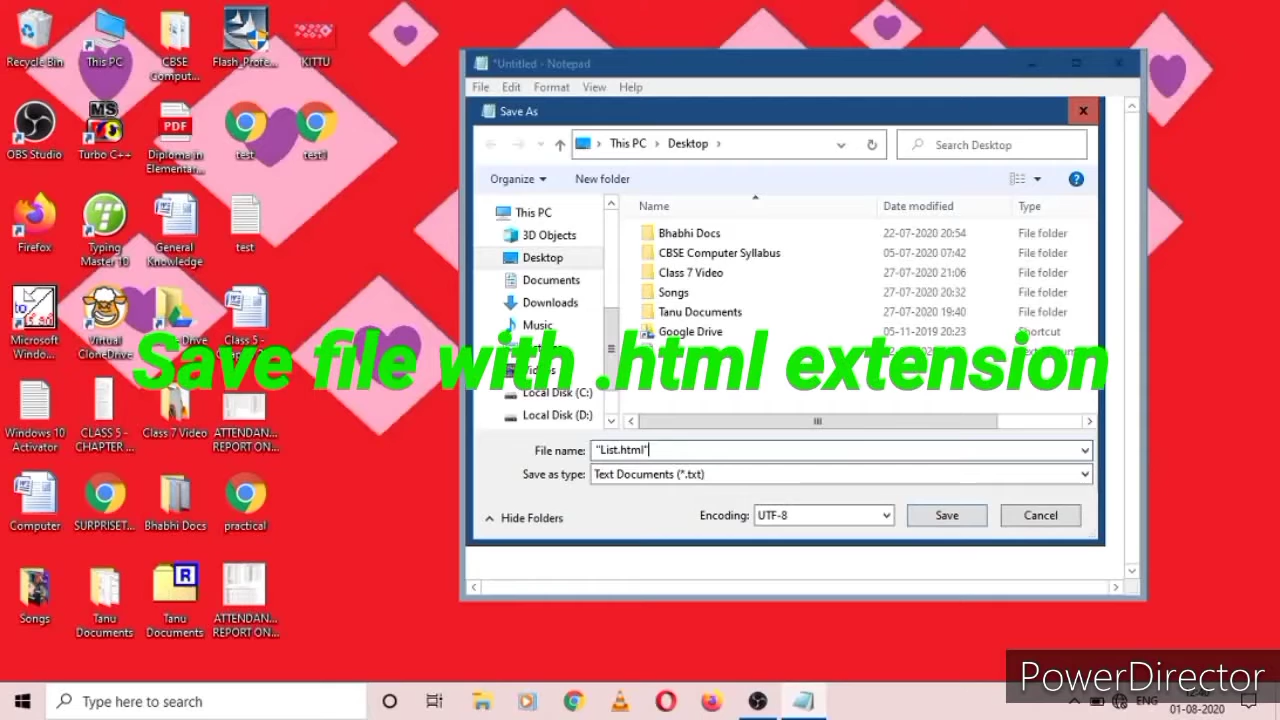 Recycle Bin
This PC
CBSE
Comput...
Flash_Profe...
KITTU
OBS Studio
MS
Turbo C++
PDF
Diploma in
Elementar...
test
test1
Firefox
Typing
Master 10
General
Knowledge
test
Microsoft
Windo...
Virtual
CloneDrive
Drive
Class 5 -
Windows 10
Activator
CLASS 5 -
CHAPTER ...
Class 7 Video
ATTENDAN...
REPORT ON...
Computer
SURPRISET...
Bhabhi Docs
practical
Songs
Tanu
Documents
R
Tanu
Documents
ATTENDAN...
REPORT ON...
*Untitled - Notepad
File Edit Format View Help
Save As
This PC > Desktop >
Search Desktop
Organize
New folder
Name Date modified Type
This PC
3D Objects
Desktop
Documents
Downloads
Music
Local Disk (C:)
Local Disk (D:)
Bhabhi Docs 22-07-2020 20:54 File folder
CBSE Computer Syllabus 05-07-2020 07:42 File folder
Class 7 Video 27-07-2020 21:06 File folder
Songs 27-07-2020 20:32 File folder
Tanu Documents 27-07-2020 19:40 File folder
Google Drive 05-11-2019 20:23 Shortcut
Save file with .html extension
File name: "List.html"
Save as type: Text Documents (*.txt)
Hide Folders
Encoding: UTF-8
Save
Cancel
PowerDirector
Type here to search
ENG
01-08-2020